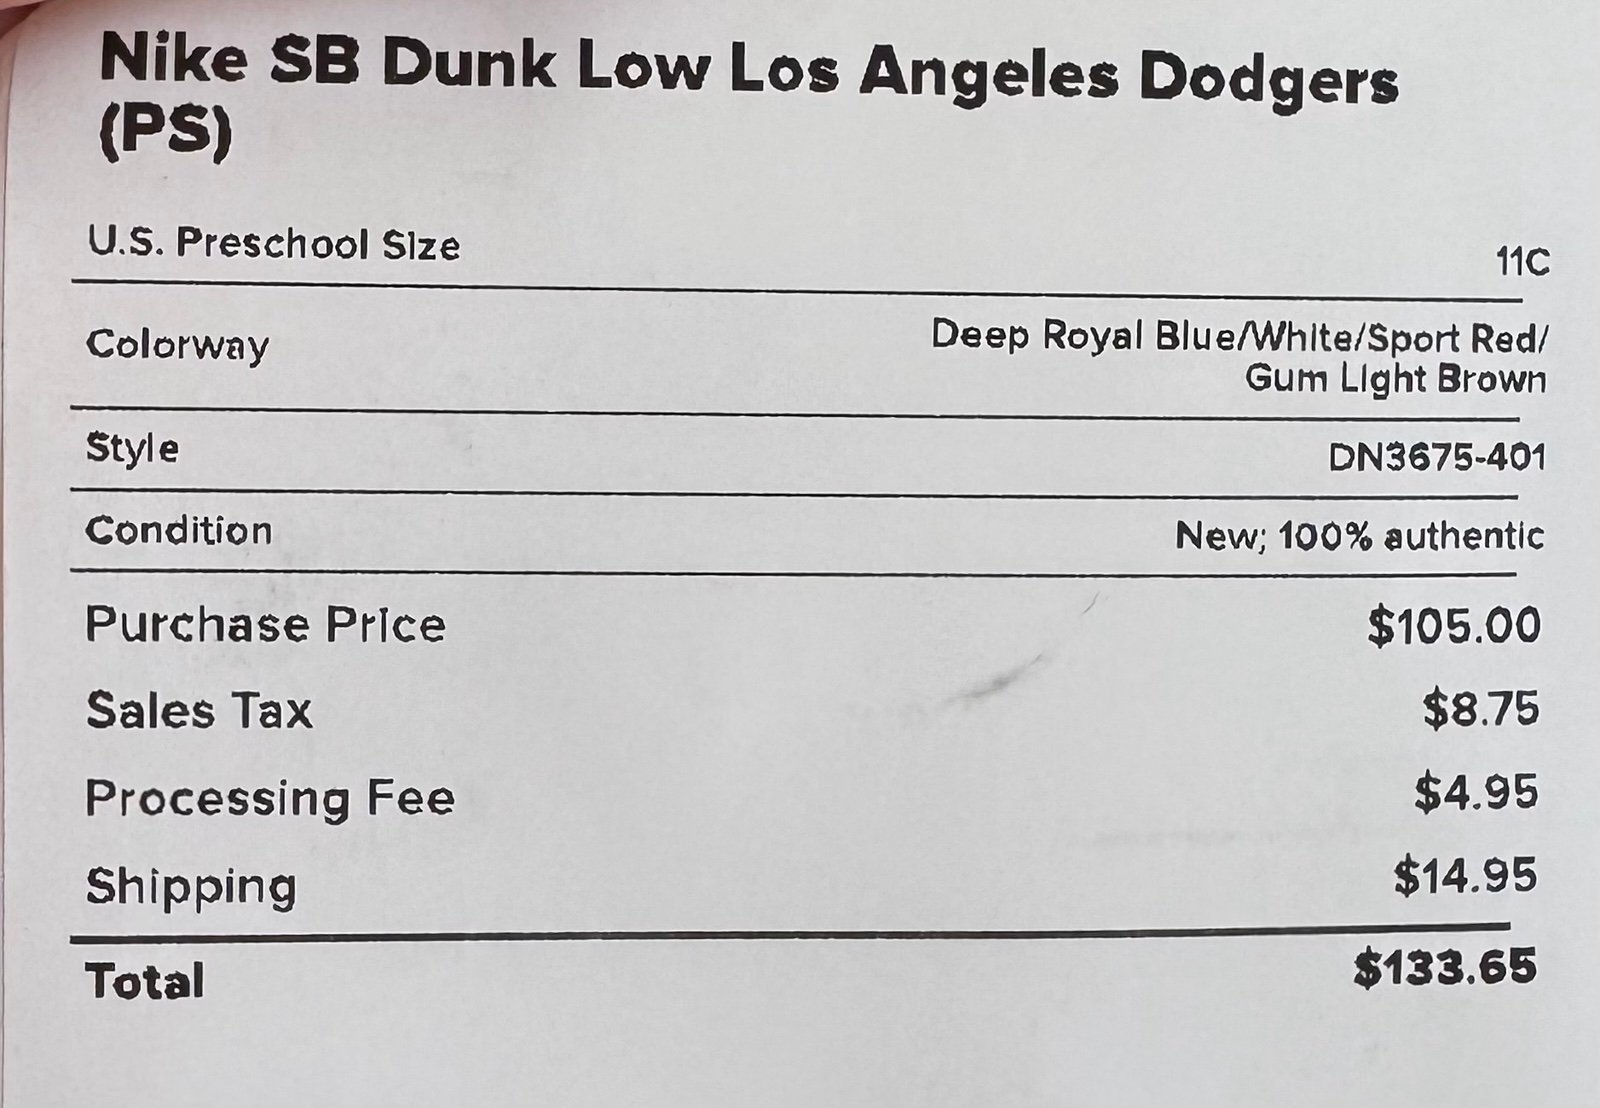 Nike SB Dunk Low Los Angeles Dodgers
(PS)
U.S. Preschool Size 11C
Colorway Deep Royal Blue/White/Sport Red/
Gum Light Brown
Style DN3675-401
Condition New; 100% authentic
Purchase Price $105.00
Sales Tax $8.75
Processing Fee $4.95
Shipping $14.95
Total $133.65